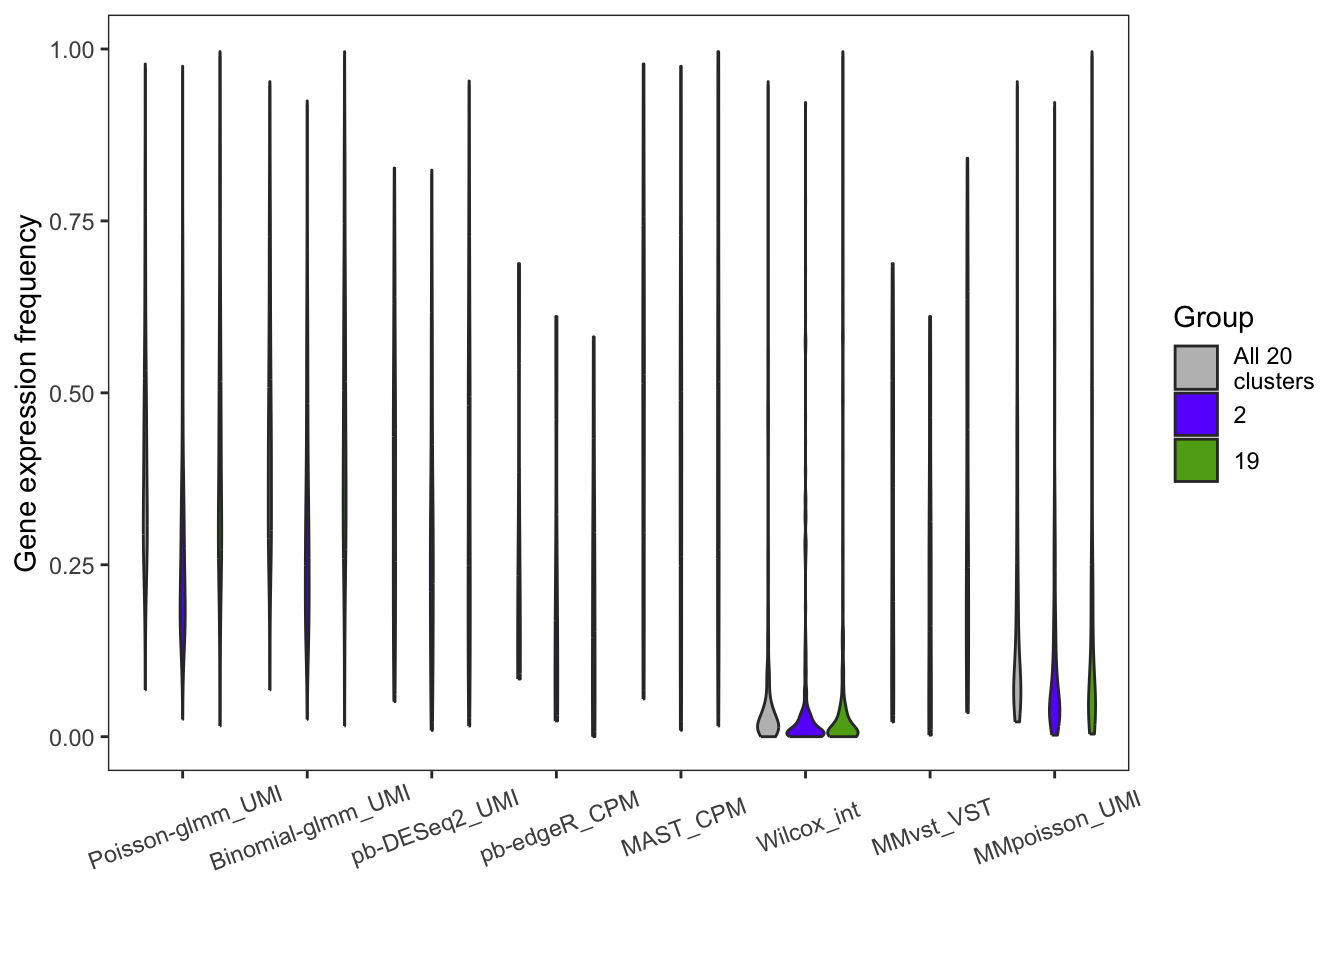 1.00
0.75
0.50
0.25
0.00
Gene expression frequency
Poisson-glmm_UMI
Binomial-glmm_UMI
pb-DESeq2_UMI
pb-edgeR_CPM
MAST_CPM
Wilcox_int
MMvst_VST
MMpoisson_UMI
Group
All 20
clusters
2
19